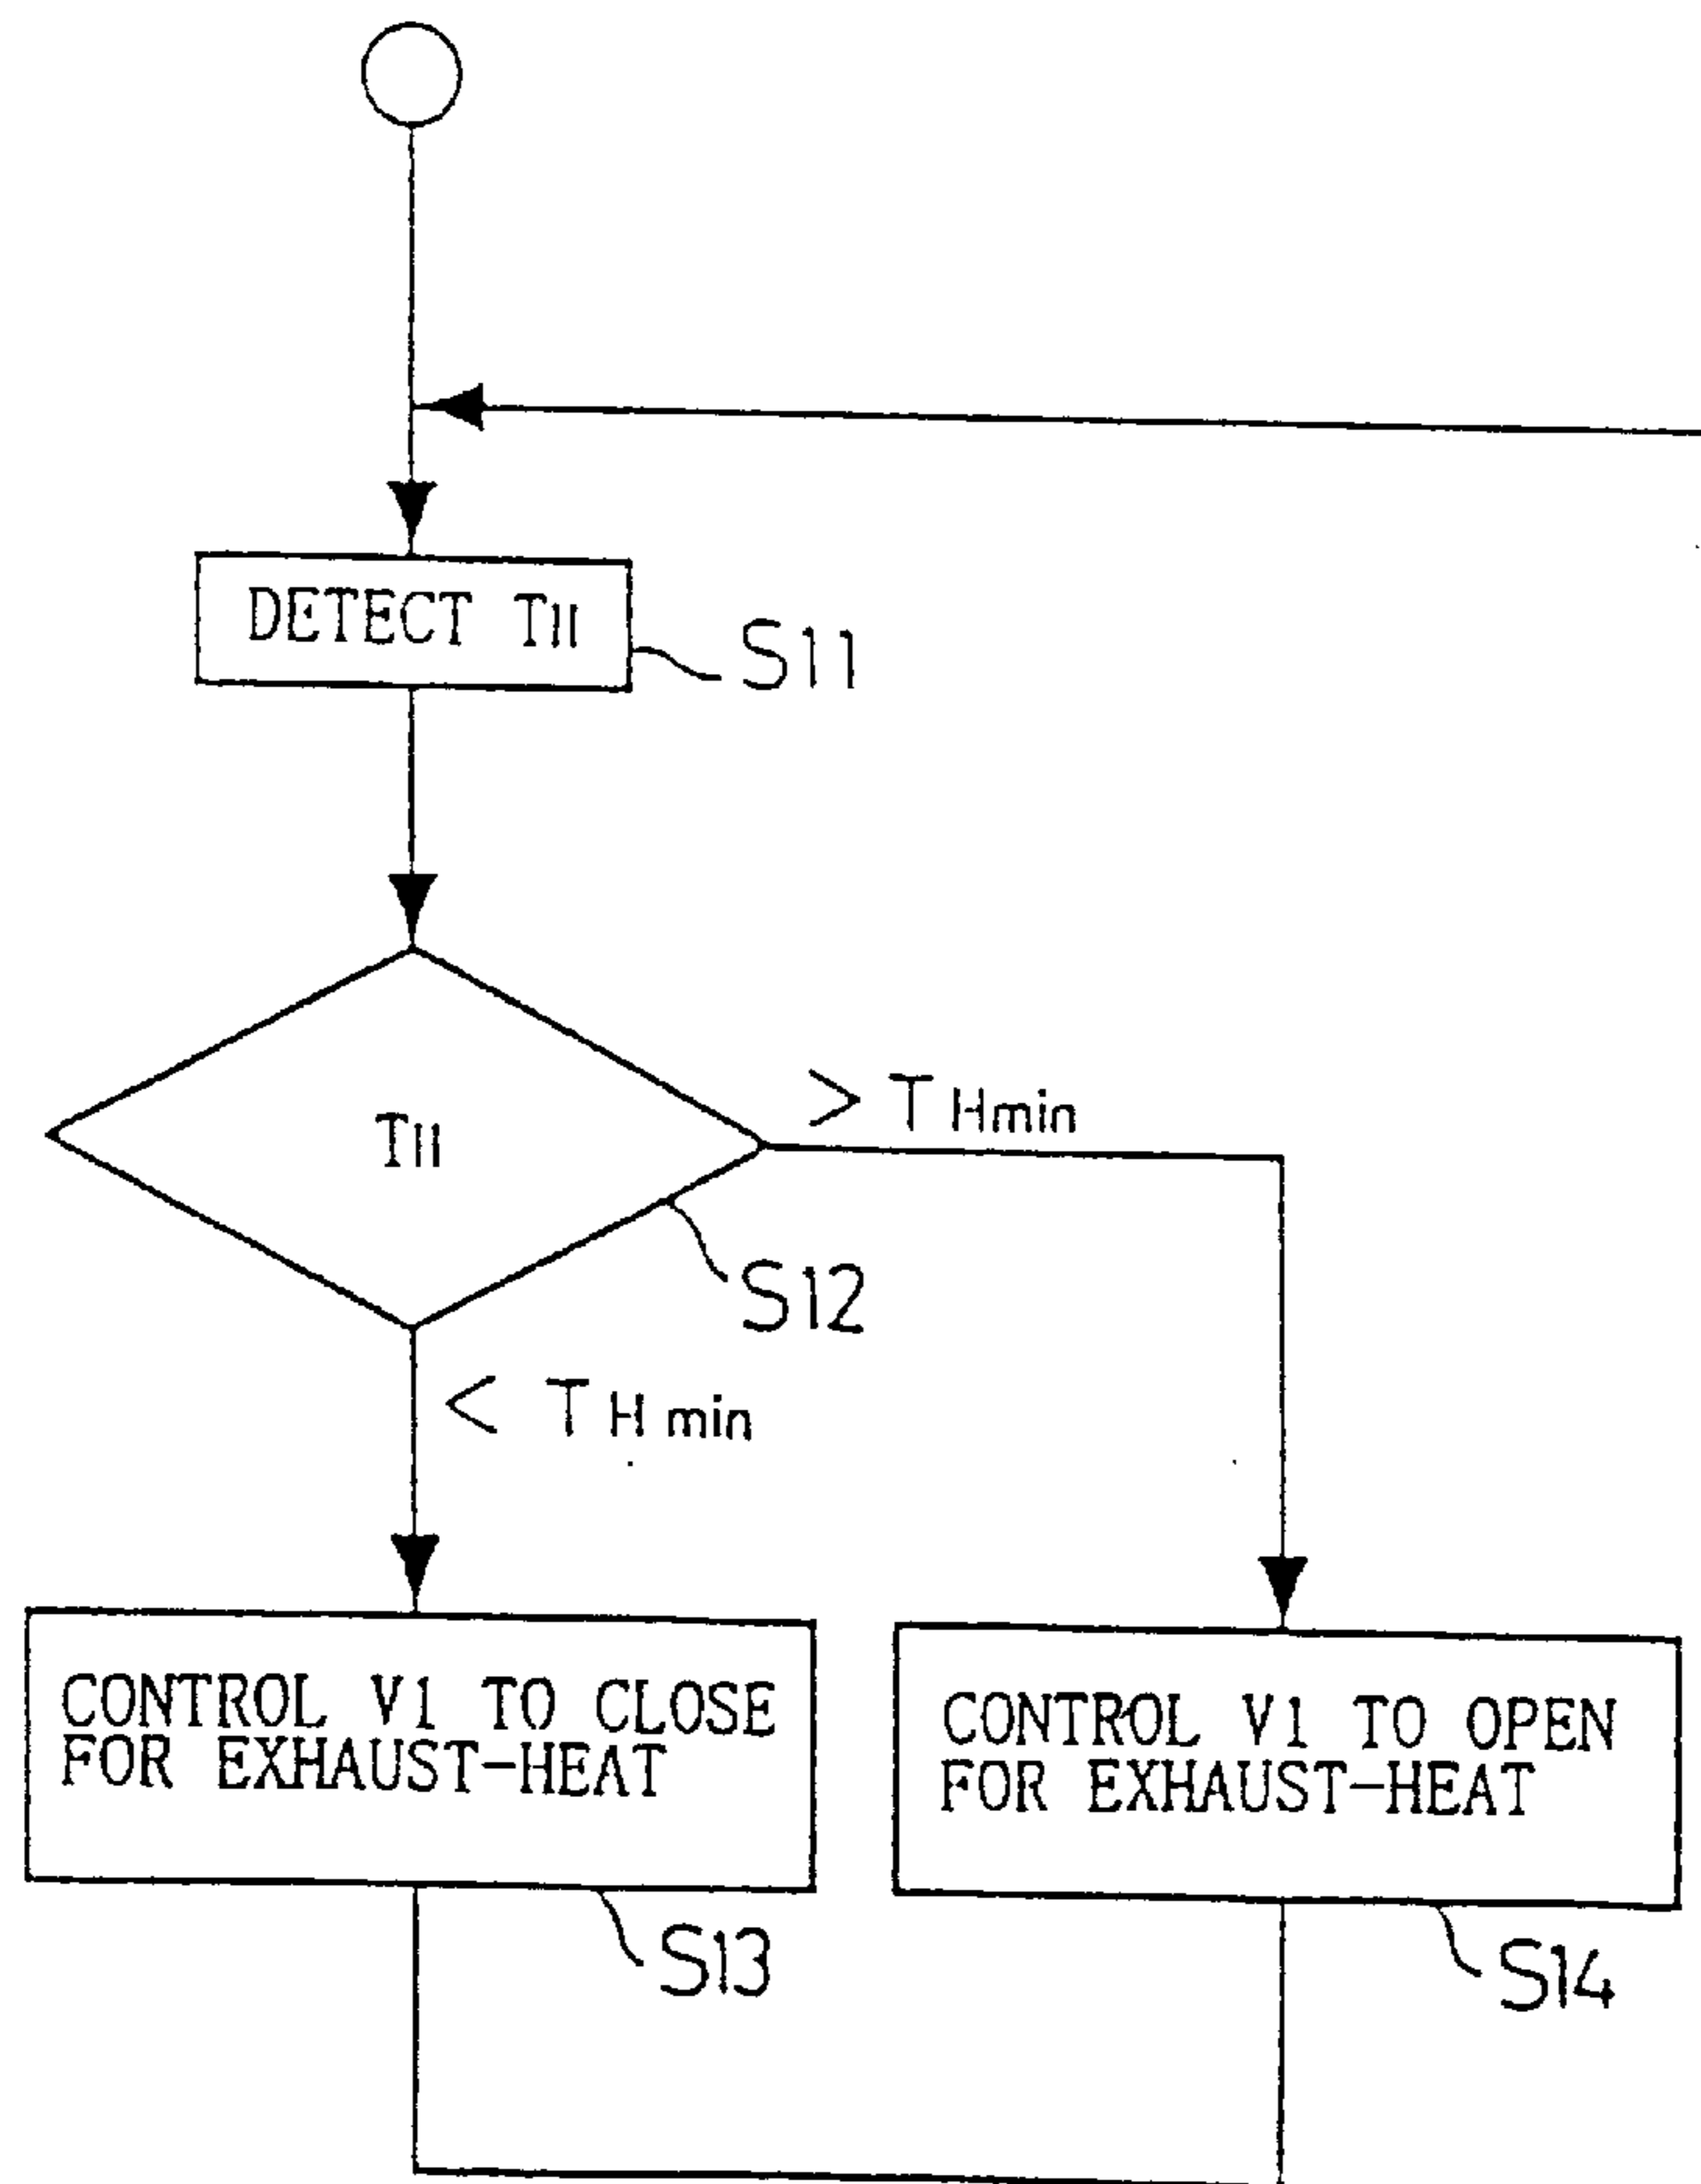 DETECT TH
S11
> THmin
TH
S12
< TH min
CONTROL V1 TO CLOSE
FOR EXHAUST-HEAT
CONTROL V1 TO OPEN
FOR EXHAUST-HEAT
S13
S14